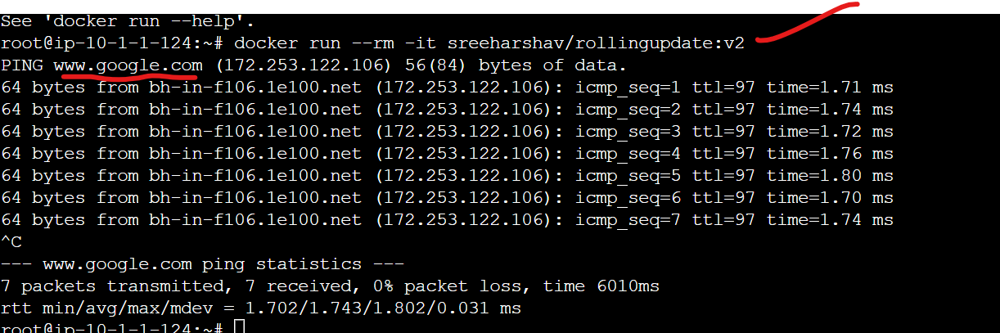 See 'docker run --help'.
root@ip-10-1-1-124:~# docker run --rm -it sreeharshav/rollingupdate:v2
PING www.google.com (172.253.122.106) 56(84) bytes of data.
64 bytes from bh-in-f106.1e100.net (172.253.122.106): icmp_seq=1 ttl=97 time=1.71 ms
64 bytes from bh-in-f106.1e100.net (172.253.122.106): icmp_seq=2 ttl=97 time=1.74 ms
64 bytes from bh-in-f106.1e100.net (172.253.122.106): icmp_seq=3 ttl=97 time=1.72 ms
64 bytes from bh-in-f106.1e100.net (172.253.122.106): icmp_seq=4 ttl=97 time=1.76 ms
64 bytes from bh-in-f106.1e100.net (172.253.122.106): icmp_seq=5 ttl=97 time=1.80 ms
64 bytes from bh-in-f106.1e100.net (172.253.122.106): icmp_seq=6 ttl=97 time=1.70 ms
64 bytes from bh-in-f106.1e100.net (172.253.122.106): icmp_seq=7 ttl=97 time=1.74 ms
^C
--- www.google.com ping statistics ---
7 packets transmitted, 7 received, 0% packet loss, time 6010ms
rtt min/avg/max/mdev = 1.702/1.743/1.802/0.031 ms
root@ip-10-1-1-124:~#